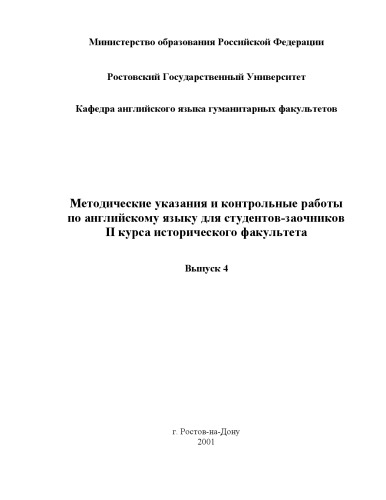 Министерство образования Российской Федерации
Ростовский Государственный Университет
Кафедра английского языка гуманитарных факультетов
Методические указания и контрольные работы
по английскому языку для студентов-заочников
II курса исторического факультета
Выпуск 4
г. Ростов-на-Дону
2001